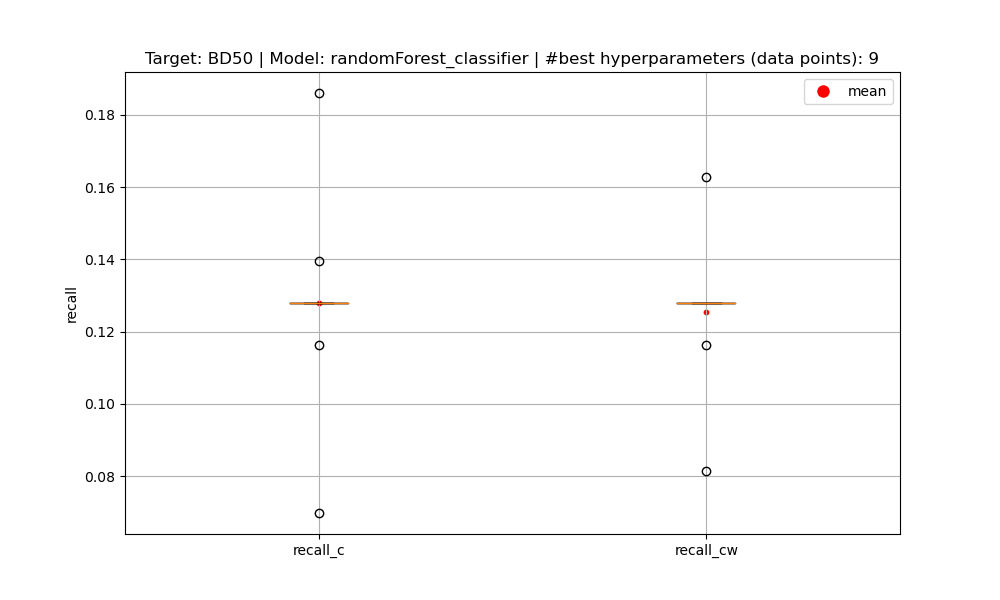 Target: BD50 | Model: randomForest_classifier | #best hyperparameters (data points): 9
mean
0.18
0.16
0.14
0.12
0.10
0.08
recall
recall_c
recall_cw